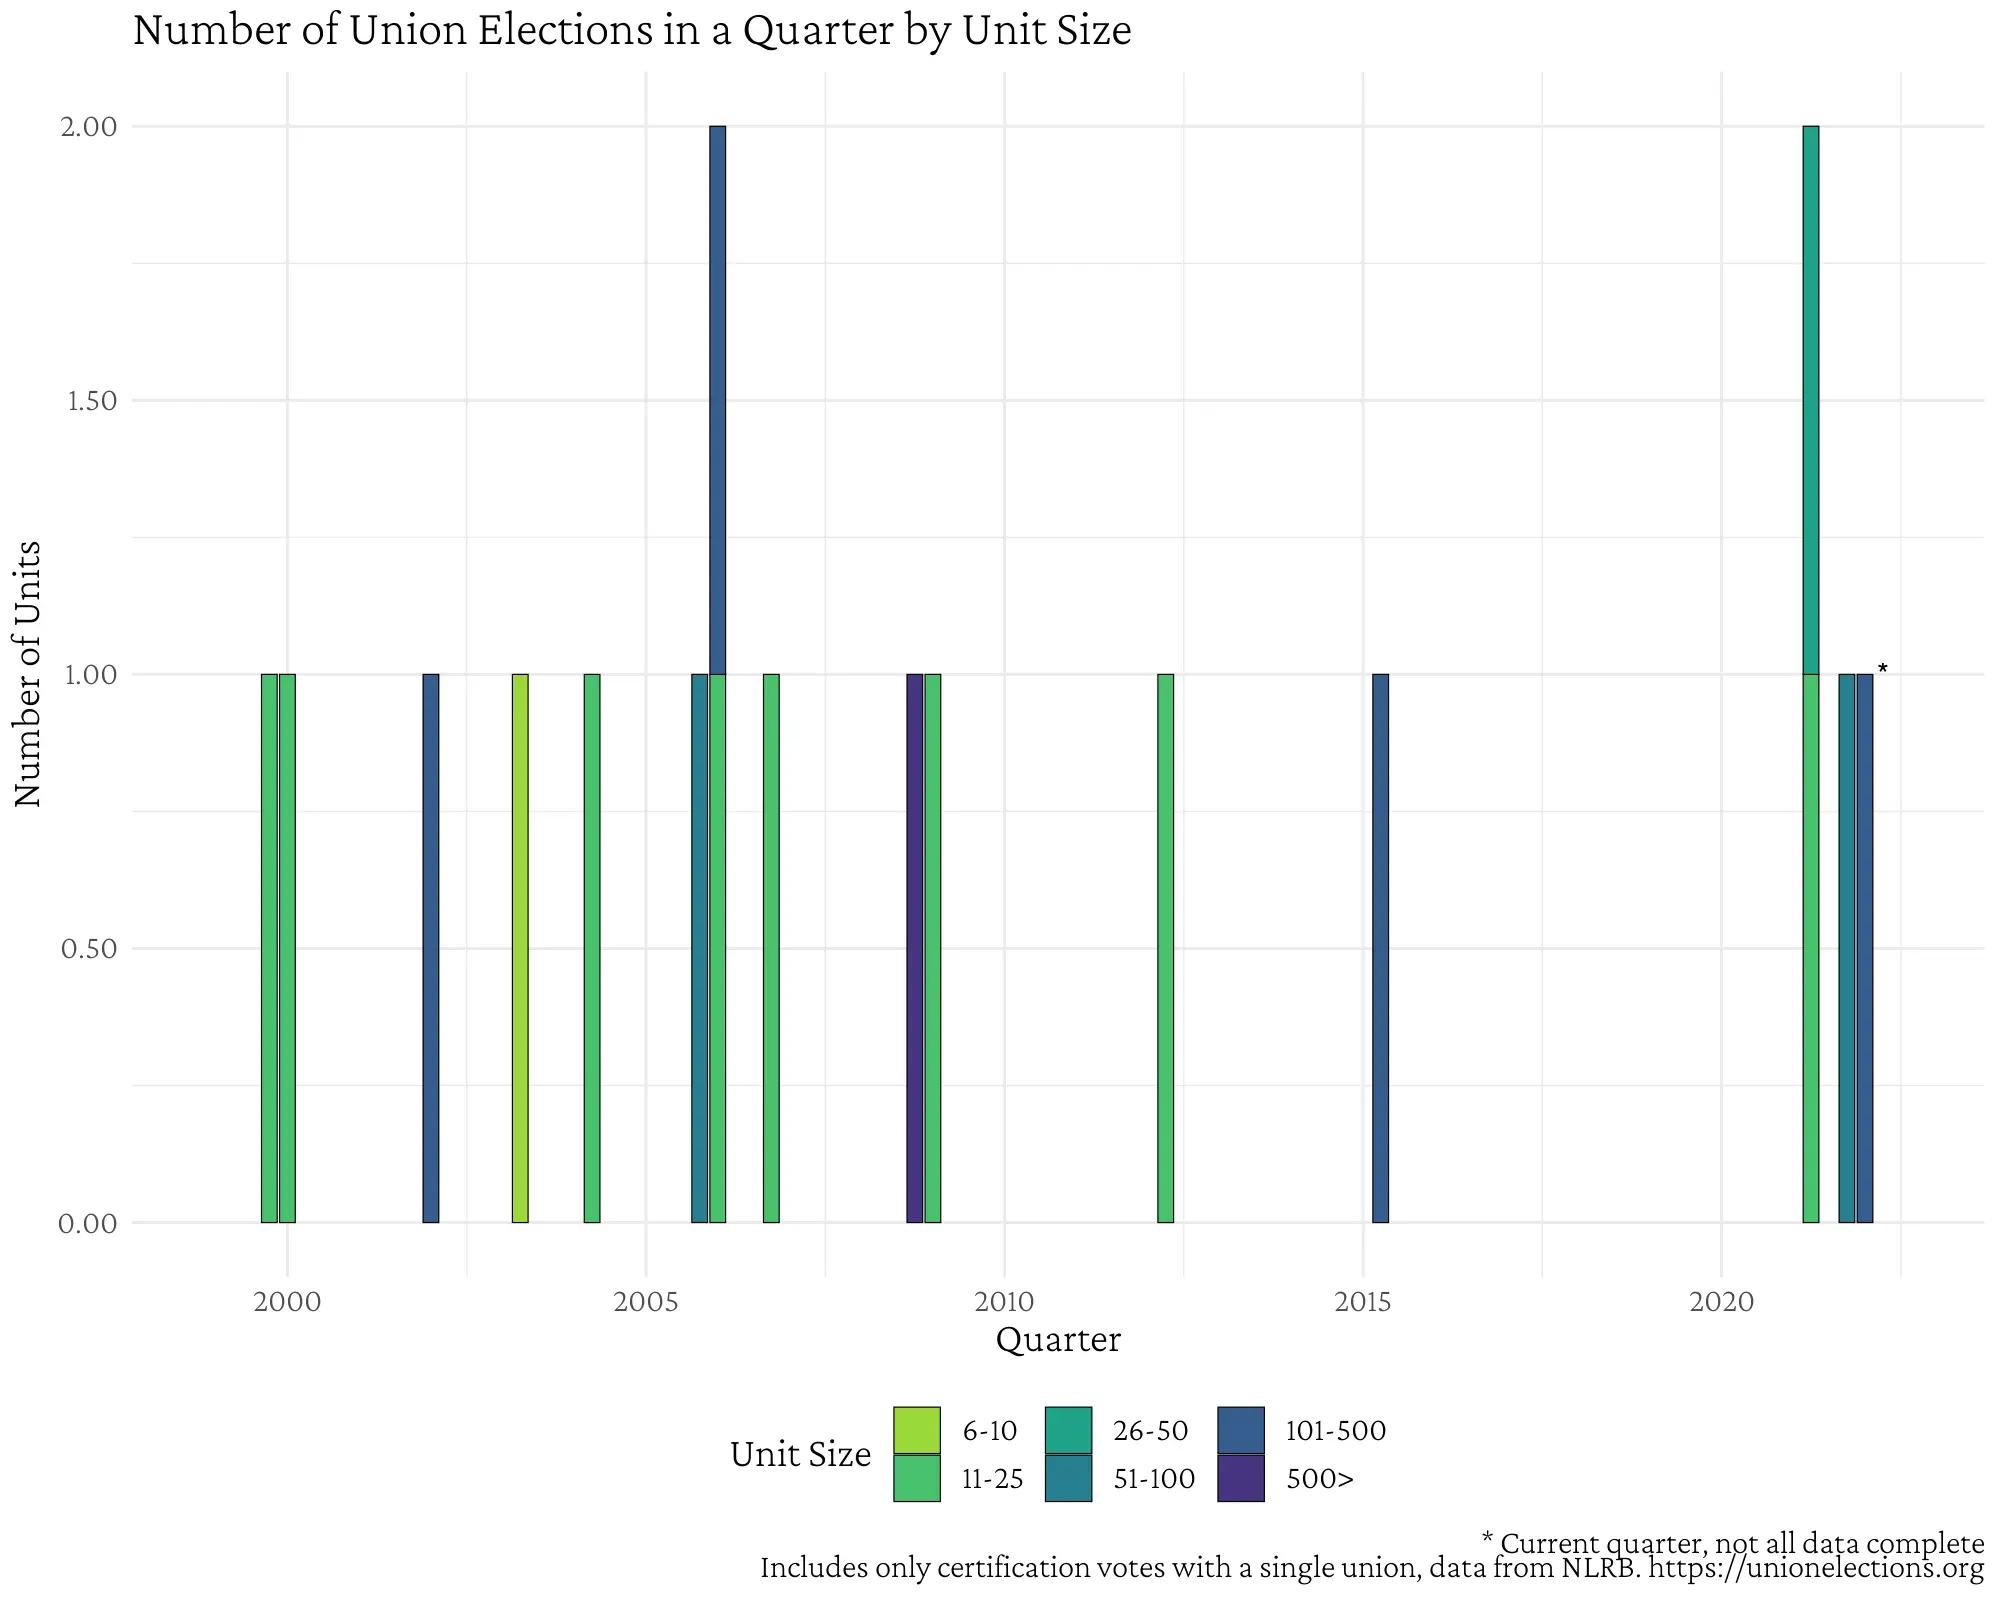 Number of Union Elections in a Quarter by Unit Size
Number of Units
2.00
1.50
1.00
0.50
0.00
*
2000 2005 2010 2015 2020
Quarter
Unit Size
6-10 26-50 101-500
11-25 51-100 500>
* Current quarter, not all data complete
Includes only certification votes with a single union, data from NLRB. https://unionelections.org